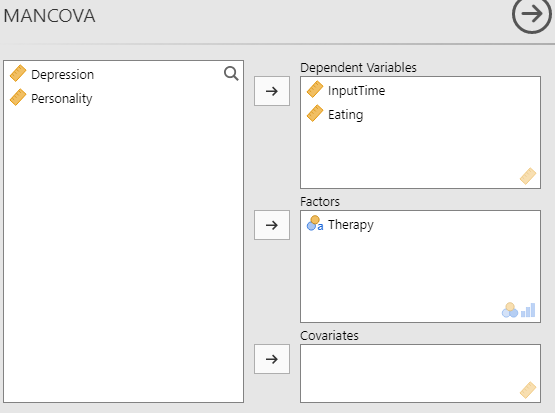 MANCOVA
Depression
Personality
Dependent Variables
InputTime
Eating
Factors
a Therapy
Covariates